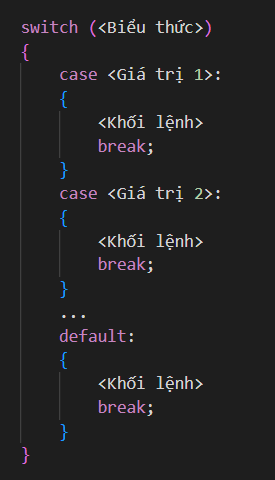 switch (<Biểu thức>)
{
    case <Giá trị 1>:
    {
        <Khối lệnh>
        break;
    }
    case <Giá trị 2>:
    {
        <Khối lệnh>
        break;
    }
    ...
    default:
    {
        <Khối lệnh>
        break;
    }
}